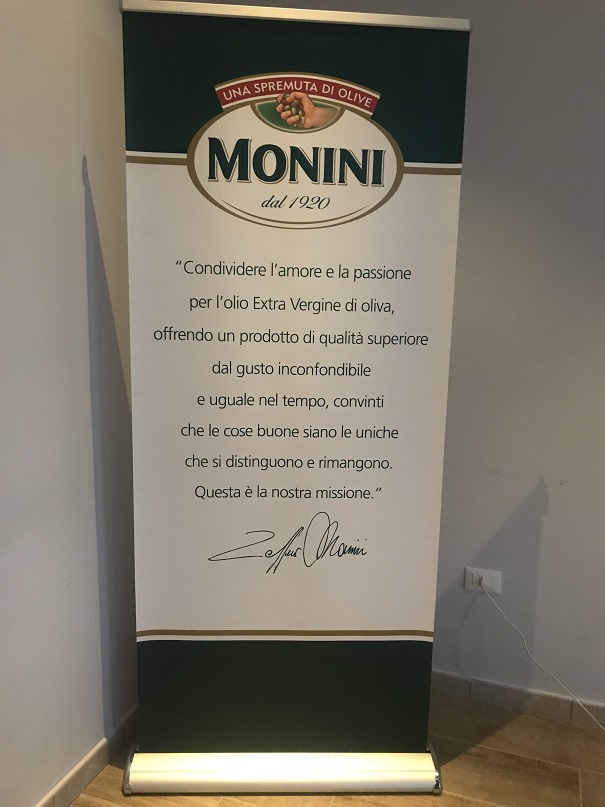 UNA SPREMUTA DI OLIVE
MONINI
dal 1920
“Condividere l’amore e la passione
per l’olio Extra Vergine di oliva,
offrendo un prodotto di qualità superiore
dal gusto inconfondibile
e uguale nel tempo, convinti
che le cose buone siano le uniche
che si distinguono e rimangono.
Questa è la nostra missione.”
Zefferino Monini